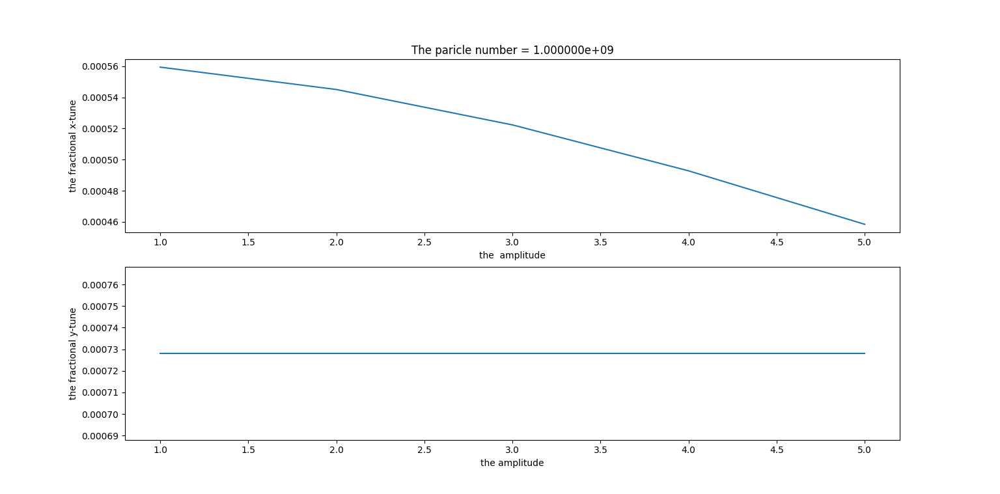 The paricle number = 1.000000e+09
the fractional x-tune
0.00056
0.00054
0.00052
0.00050
0.00048
0.00046
1.0 1.5 2.0 2.5 3.0 3.5 4.0 4.5 5.0
the  amplitude
the fractional y-tune
0.00076
0.00075
0.00074
0.00073
0.00072
0.00071
0.00070
0.00069
1.0 1.5 2.0 2.5 3.0 3.5 4.0 4.5 5.0
the amplitude